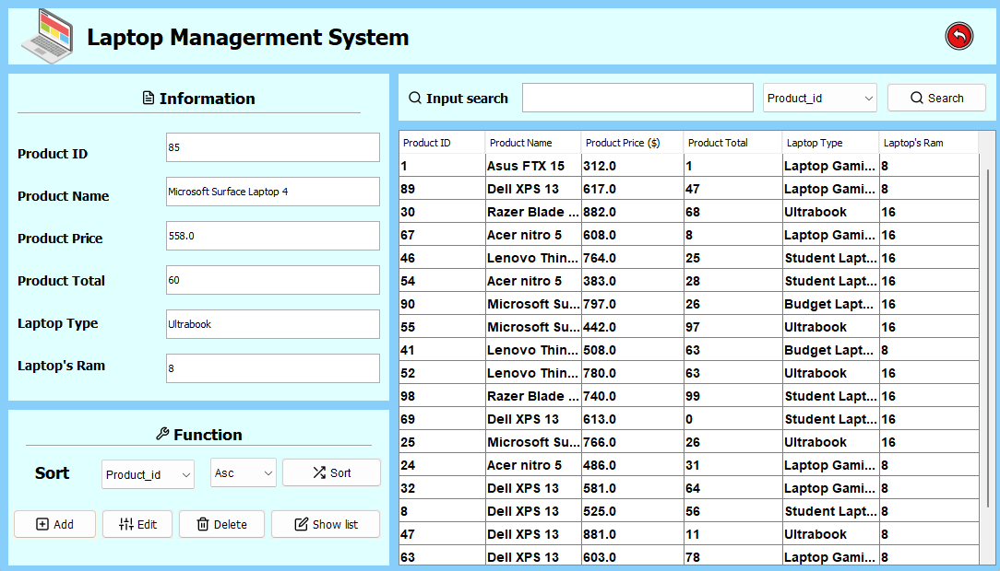 Laptop Managerment System
Information
Product ID 85
Product Name Microsoft Surface Laptop 4
Product Price 558.0
Product Total 60
Laptop Type Ultrabook
Laptop's Ram 8
Function
Sort Product_id Asc Sort
Add Edit Delete Show list
Input search Product_id Search
Product ID Product Name Product Price ($) Product Total Laptop Type Laptop's Ram
1 Asus FTX 15 312.0 1 Laptop Gami... 8
89 Dell XPS 13 617.0 47 Laptop Gami... 8
30 Razer Blade ... 882.0 68 Ultrabook 16
67 Acer nitro 5 608.0 8 Laptop Gami... 16
46 Lenovo Thin... 764.0 25 Student Lapt... 16
54 Acer nitro 5 383.0 28 Student Lapt... 16
90 Microsoft Su... 797.0 26 Budget Lapt... 16
55 Microsoft Su... 442.0 97 Ultrabook 16
41 Lenovo Thin... 508.0 63 Budget Lapt... 8
52 Lenovo Thin... 780.0 63 Ultrabook 16
98 Razer Blade ... 740.0 99 Student Lapt... 16
69 Dell XPS 13 613.0 0 Student Lapt... 16
25 Microsoft Su... 766.0 26 Ultrabook 16
24 Acer nitro 5 486.0 31 Laptop Gami... 8
32 Dell XPS 13 581.0 64 Laptop Gami... 8
8 Dell XPS 13 525.0 56 Student Lapt... 8
47 Dell XPS 13 881.0 11 Ultrabook 8
63 Dell XPS 13 603.0 78 Laptop Gami... 8